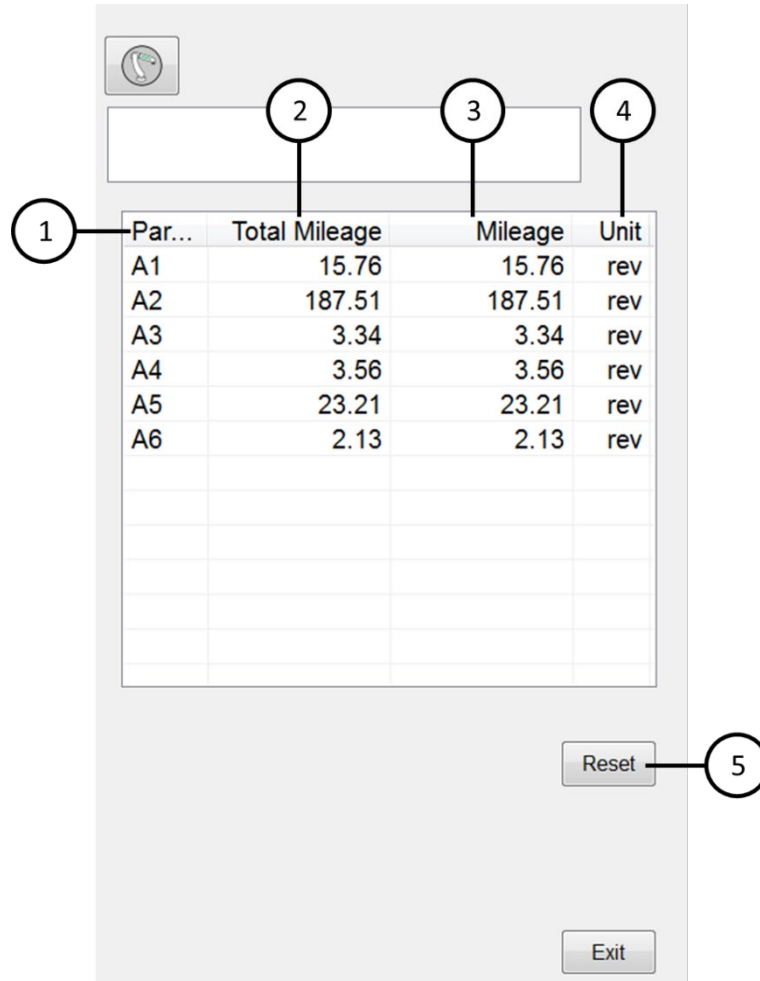 2 3 4
1 Par... Total Mileage Mileage Unit
A1 15.76 15.76 rev
A2 187.51 187.51 rev
A3 3.34 3.34 rev
A4 3.56 3.56 rev
A5 23.21 23.21 rev
A6 2.13 2.13 rev
Reset 5
Exit